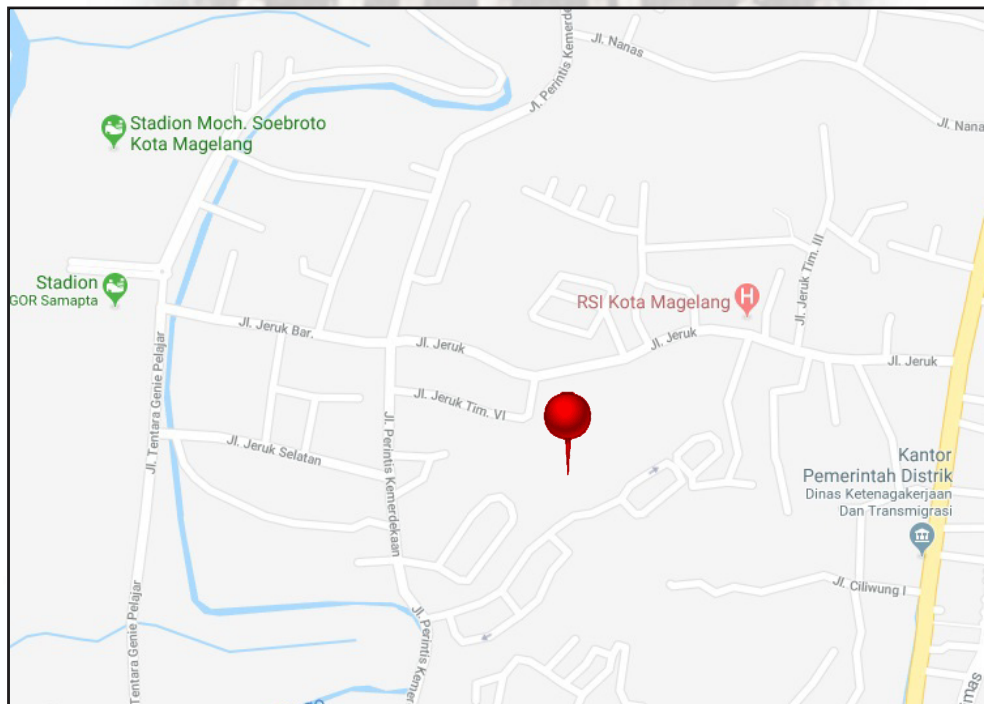 Jl. Nanas
Jl. Perintis Kemerde
Jl. Nana
Stadion Moch. Soebroto
Kota Magelang
Jl. Jeruk Tim. III
Stadion
GOR Samapta
RSI Kota Magelang
H
Jl. Jeruk Bar.
Jl. Jeruk
Jl. Jeruk
Jl. Jeruk
Jl. Tentara Genie Pelajar
Jl. Jeruk Tim. VI
Jl. Perintis Kemerdekaan
Jl. Jeruk Selatan
Kantor
Pemerintah Distrik
Dinas Ketenagakerjaan
Dan Transmigrasi
Jl. Ciliwung I
Tentara Genie Pelajar
Jl. Perintis Kemer
mas